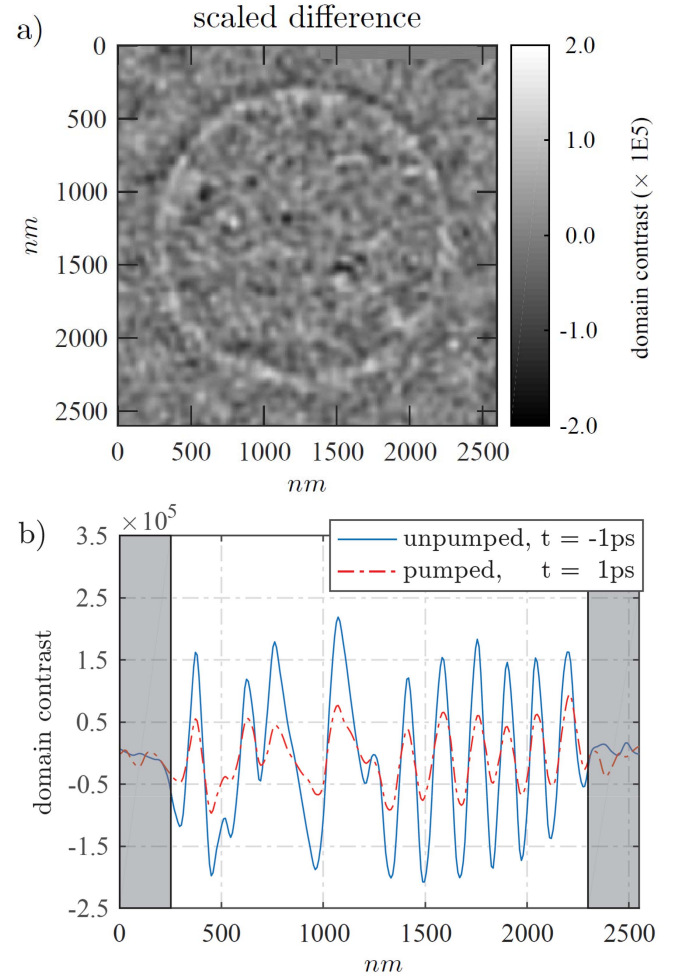 a)
scaled difference
0
500
1000
1500
2000
2500
nm
0 500 1000 1500 2000 2500
nm
2.0
1.0
0.0
-1.0
-2.0
domain contrast (× 1E5)
b)
×10⁵
3.5
2.5
1.5
0.5
-0.5
-1.5
-2.5
domain contrast
unpumped, t = -1ps
pumped, t = 1ps
0 500 1000 1500 2000 2500
nm